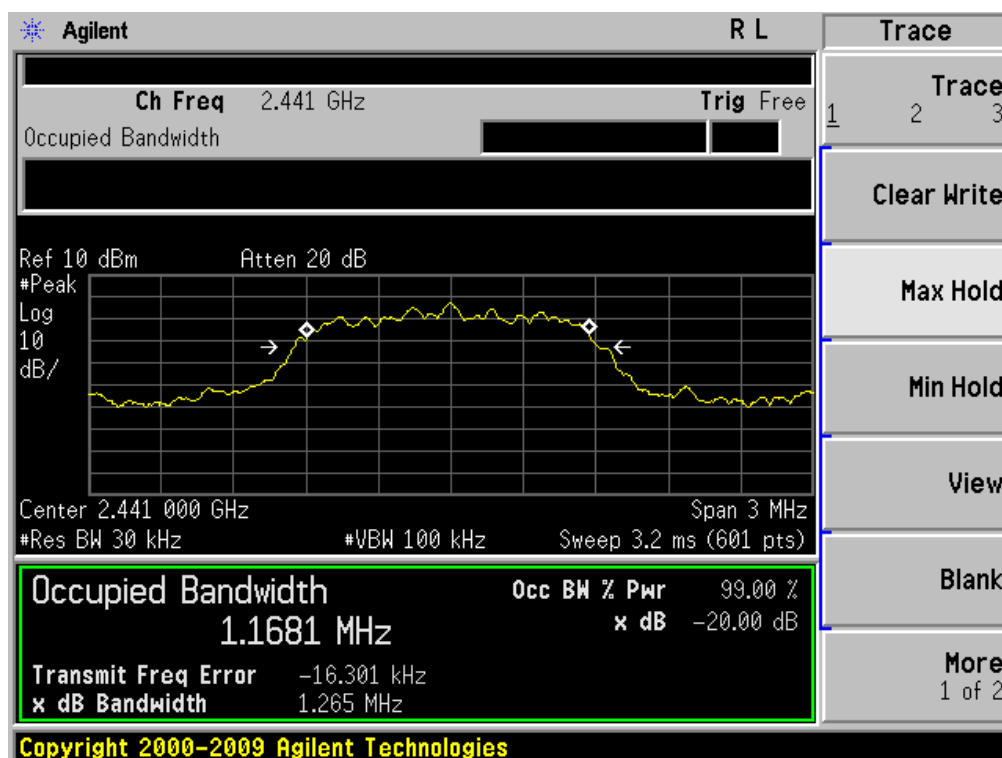 Agilent R L
Ch Freq 2.441 GHz Trig Free
Occupied Bandwidth
Ref 10 dBm Atten 20 dB
#Peak
Log
10
dB/
Center 2.441 000 GHz Span 3 MHz
#Res BW 30 kHz #VBW 100 kHz Sweep 3.2 ms (601 pts)
Occupied Bandwidth Occ BW % Pwr 99.00 %
1.1681 MHz x dB -20.00 dB
Transmit Freq Error -16.301 kHz
x dB Bandwidth 1.265 MHz
Copyright 2000-2009 Agilent Technologies
Trace
Trace
1 2 3
Clear Write
Max Hold
Min Hold
View
Blank
More
1 of 2